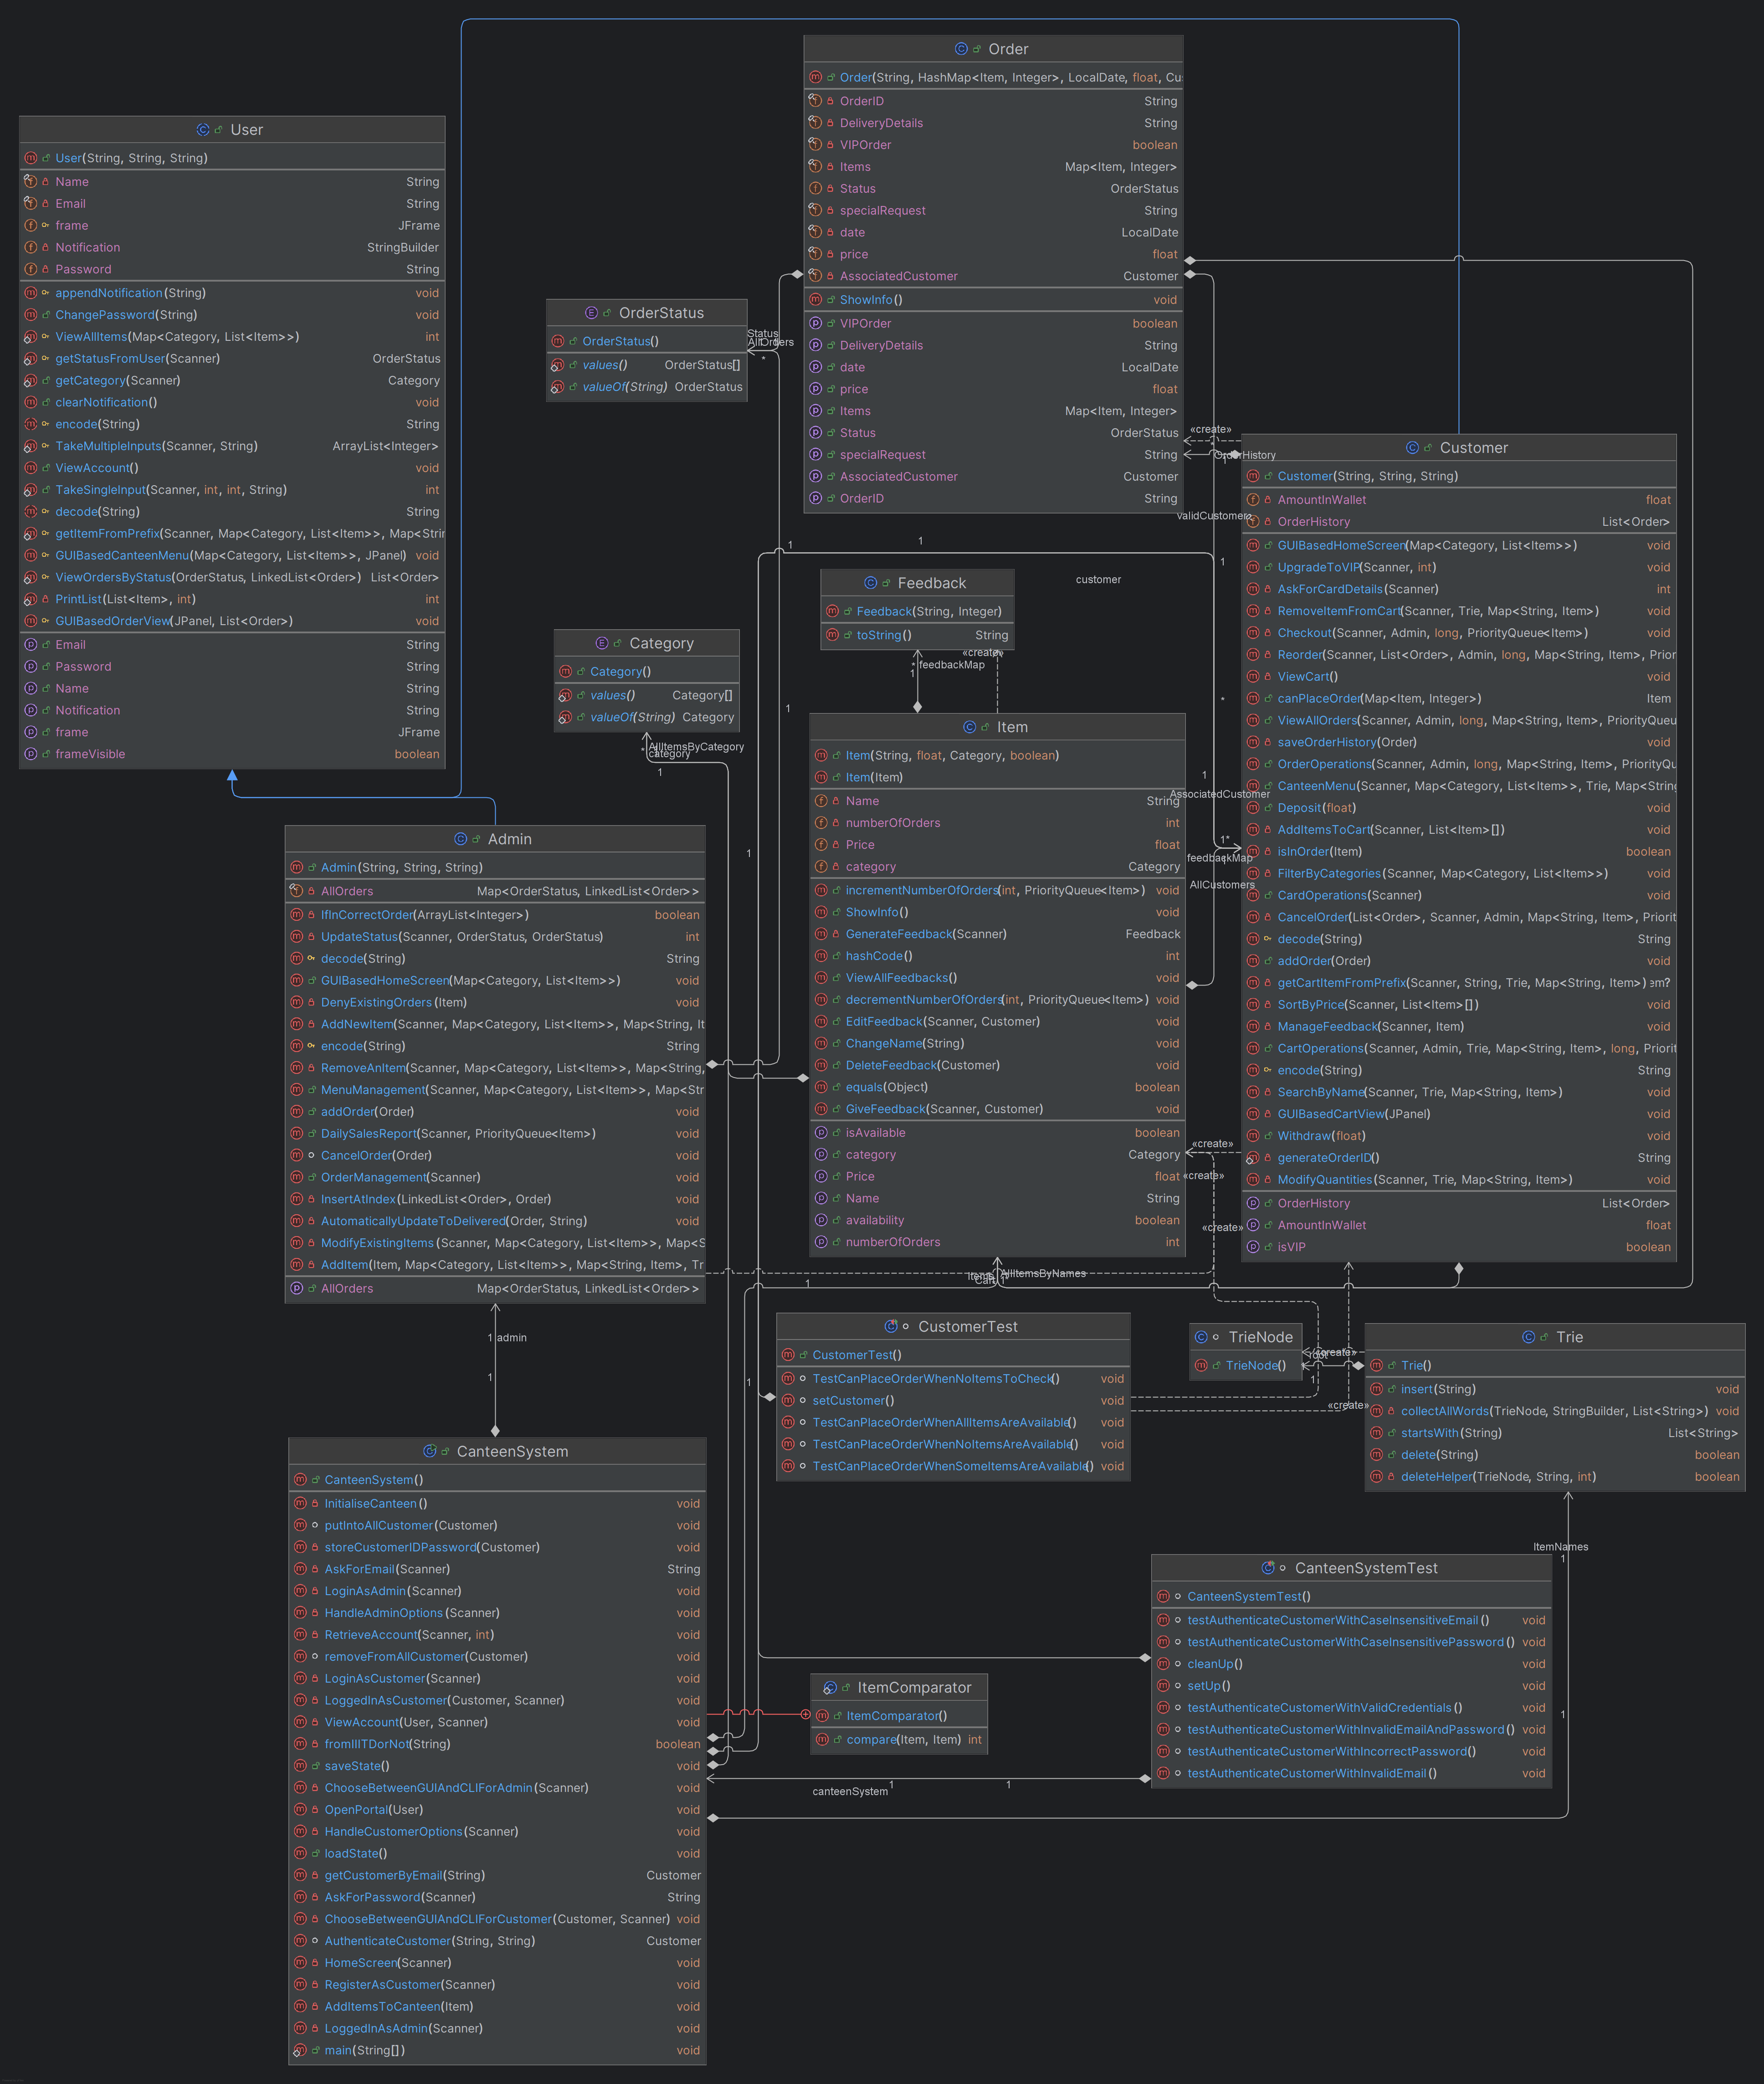 Order
Order(String, HashMap<Item, Integer>, LocalDate, float, Cu
OrderID String
DeliveryDetails String
VIPOrder boolean
Items Map<Item, Integer>
Status OrderStatus
specialRequest String
date LocalDate
price float
AssociatedCustomer Customer
ShowInfo() void
VIPOrder boolean
DeliveryDetails String
date LocalDate
price float
Items Map<Item, Integer>
Status OrderStatus
specialRequest String
AssociatedCustomer Customer
OrderID String
User
User(String, String, String)
Name String
Email String
frame JFrame
Notification StringBuilder
Password String
appendNotification(String) void
ChangePassword(String) void
ViewAllItems(Map<Category, List<Item>>) int
getStatusFromUser(Scanner) OrderStatus
getCategory(Scanner) Category
clearNotification() void
encode(String) String
TakeMultipleInputs(Scanner, String) ArrayList<Integer>
ViewAccount() void
TakeSingleInput(Scanner, int, int, String) int
decode(String) String
getItemFromPrefix(Scanner, Map<Category, List<Item>>, Map<Strin
GUIBasedCanteenMenu(Map<Category, List<Item>>, JPanel) void
ViewOrdersByStatus(OrderStatus, LinkedList<Order>) List<Order>
PrintList(List<Item>, int) int
GUIBasedOrderView(JPanel, List<Order>) void
Email String
Password String
Name String
Notification String
frame JFrame
frameVisible boolean
OrderStatus
OrderStatus()
values() OrderStatus[]
valueOf(String) OrderStatus
Status
AllOrders
*
«create»
OrderHistory
1
validCustomer
1
1
1
customer
Customer
Customer(String, String, String)
AmountInWallet float
OrderHistory List<Order>
GUIBasedHomeScreen(Map<Category, List<Item>>) void
UpgradeToVIP(Scanner, int) void
AskForCardDetails(Scanner) int
RemoveItemFromCart(Scanner, Trie, Map<String, Item>) void
Checkout(Scanner, Admin, long, PriorityQueue<Item>) void
Reorder(Scanner, List<Order>, Admin, long, Map<String, Item>, Prior
ViewCart() void
canPlaceOrder(Map<Item, Integer>) Item
ViewAllOrders(Scanner, Admin, long, Map<String, Item>, PriorityQueu
saveOrderHistory(Order) void
OrderOperations(Scanner, Admin, long, Map<String, Item>, PriorityQu
CanteenMenu(Scanner, Map<Category, List<Item>>, Trie, Map<String
Deposit(float) void
AddItemsToCart(Scanner, List<Item>[]) void
isInOrder(Item) boolean
FilterByCategories(Scanner, Map<Category, List<Item>>) void
CardOperations(Scanner) void
CancelOrder(List<Order>, Scanner, Admin, Map<String, Item>, Priorit
decode(String) String
addOrder(Order) void
getCartItemFromPrefix(Scanner, String, Trie, Map<String, Item>) em?
SortByPrice(Scanner, List<Item>[]) void
ManageFeedback(Scanner, Item) void
CartOperations(Scanner, Admin, Trie, Map<String, Item>, long, Priorit
encode(String) String
SearchByName(Scanner, Trie, Map<String, Item>) void
GUIBasedCartView(JPanel) void
Withdraw(float) void
generateOrderID() String
ModifyQuantities(Scanner, Trie, Map<String, Item>) void
OrderHistory List<Order>
AmountInWallet float
isVIP boolean
Feedback
Feedback(String, Integer)
toString() String
«create»
* feedbackMap
1
Category
Category()
values() Category[]
valueOf(String) Category
* AllItemsByCategory
category
1
1
*
Item
Item(String, float, Category, boolean)
Item(Item)
Name String
numberOfOrders int
Price float
category Category
incrementNumberOfOrders(int, PriorityQueue<Item>) void
ShowInfo() void
GenerateFeedback(Scanner) Feedback
hashCode() int
ViewAllFeedbacks() void
decrementNumberOfOrders(int, PriorityQueue<Item>) void
EditFeedback(Scanner, Customer) void
ChangeName(String) void
DeleteFeedback(Customer) void
equals(Object) boolean
GiveFeedback(Scanner, Customer) void
isAvailable boolean
category Category
Price float
Name String
availability boolean
numberOfOrders int
1
AssociatedCustomer
1*
feedbackMap
AllCustomers
1
«create»
«create»
«create»
Admin
Admin(String, String, String)
AllOrders Map<OrderStatus, LinkedList<Order>>
IfInCorrectOrder(ArrayList<Integer>) boolean
UpdateStatus(Scanner, OrderStatus, OrderStatus) int
decode(String) String
GUIBasedHomeScreen(Map<Category, List<Item>>) void
DenyExistingOrders(Item) void
AddNewItem(Scanner, Map<Category, List<Item>>, Map<String, It
encode(String) String
RemoveAnItem(Scanner, Map<Category, List<Item>>, Map<String,
MenuManagement(Scanner, Map<Category, List<Item>>, Map<Str
addOrder(Order) void
DailySalesReport(Scanner, PriorityQueue<Item>) void
CancelOrder(Order) void
OrderManagement(Scanner) void
InsertAtIndex(LinkedList<Order>, Order) void
AutomaticallyUpdateToDelivered(Order, String) void
ModifyExistingItems(Scanner, Map<Category, List<Item>>, Map<S
AddItem(Item, Map<Category, List<Item>>, Map<String, Item>, Tr
AllOrders Map<OrderStatus, LinkedList<Order>>
AllItemsByNames
1
1 admin
1
1
CustomerTest
CustomerTest()
TestCanPlaceOrderWhenNoItemsToCheck() void
setCustomer() void
TestCanPlaceOrderWhenAllItemsAreAvailable() void
TestCanPlaceOrderWhenNoItemsAreAvailable() void
TestCanPlaceOrderWhenSomeItemsAreAvailable() void
TrieNode
TrieNode()
«create»
root
1
«create»
Trie
Trie()
insert(String) void
collectAllWords(TrieNode, StringBuilder, List<String>) void
startsWith(String) List<String>
delete(String) boolean
deleteHelper(TrieNode, String, int) boolean
ItemNames
1
1
CanteenSystem
CanteenSystem()
InitialiseCanteen() void
putIntoAllCustomer(Customer) void
storeCustomerIDPassword(Customer) void
AskForEmail(Scanner) String
LoginAsAdmin(Scanner) void
HandleAdminOptions(Scanner) void
RetrieveAccount(Scanner, int) void
removeFromAllCustomer(Customer) void
LoginAsCustomer(Scanner) void
LoggedInAsCustomer(Customer, Scanner) void
ViewAccount(User, Scanner) void
fromIIITDorNot(String) boolean
saveState() void
ChooseBetweenGUIAndCLIForAdmin(Scanner) void
OpenPortal(User) void
HandleCustomerOptions(Scanner) void
loadState() void
getCustomerByEmail(String) Customer
AskForPassword(Scanner) String
ChooseBetweenGUIAndCLIForCustomer(Customer, Scanner) void
AuthenticateCustomer(String, String) Customer
HomeScreen(Scanner) void
RegisterAsCustomer(Scanner) void
AddItemsToCanteen(Item) void
LoggedInAsAdmin(Scanner) void
main(String[]) void
CanteenSystemTest
CanteenSystemTest()
testAuthenticateCustomerWithCaseInsensitiveEmail() void
testAuthenticateCustomerWithCaseInsensitivePassword() void
cleanUp() void
setUp() void
testAuthenticateCustomerWithValidCredentials() void
testAuthenticateCustomerWithInvalidEmailAndPassword() void
testAuthenticateCustomerWithIncorrectPassword() void
testAuthenticateCustomerWithInvalidEmail() void
ItemComparator
ItemComparator()
compare(Item, Item) int
canteenSystem
1
1